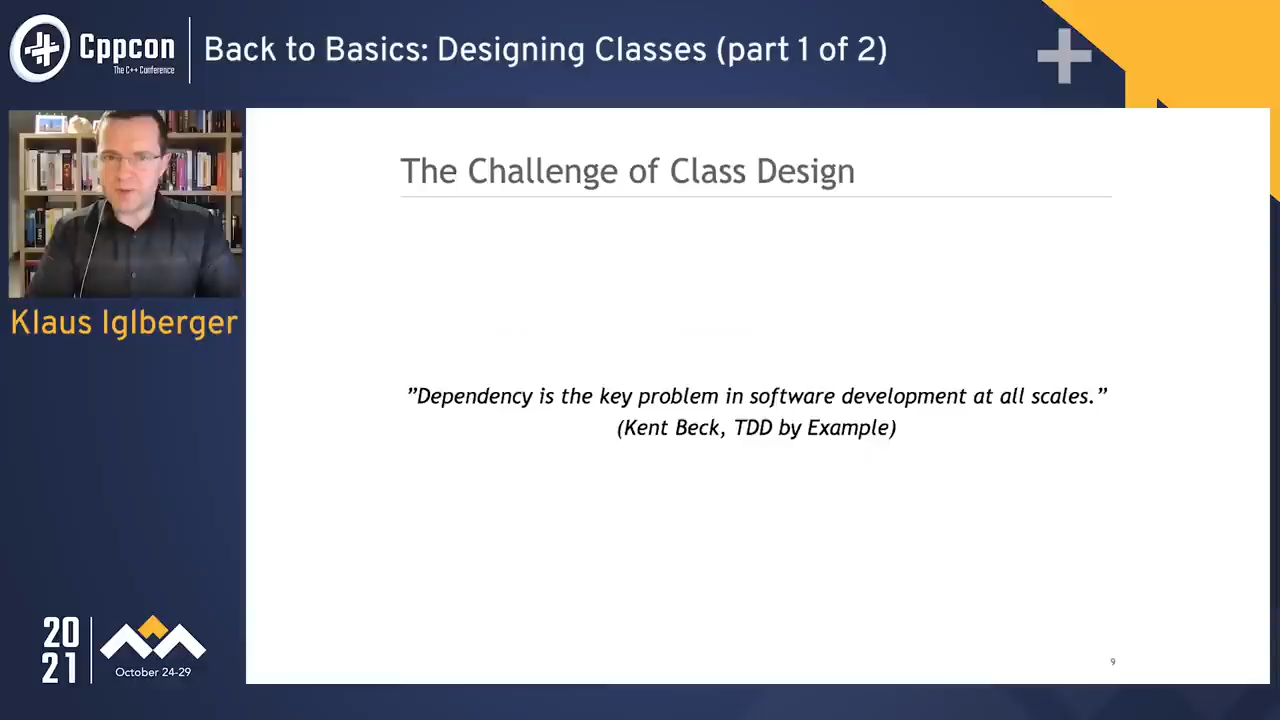 Cppcon
The C++ Conference
Back to Basics: Designing Classes (part 1 of 2)
Klaus Iglberger
The Challenge of Class Design
”Dependency is the key problem in software development at all scales.”
(Kent Beck, TDD by Example)
20
21
October 24-29
9